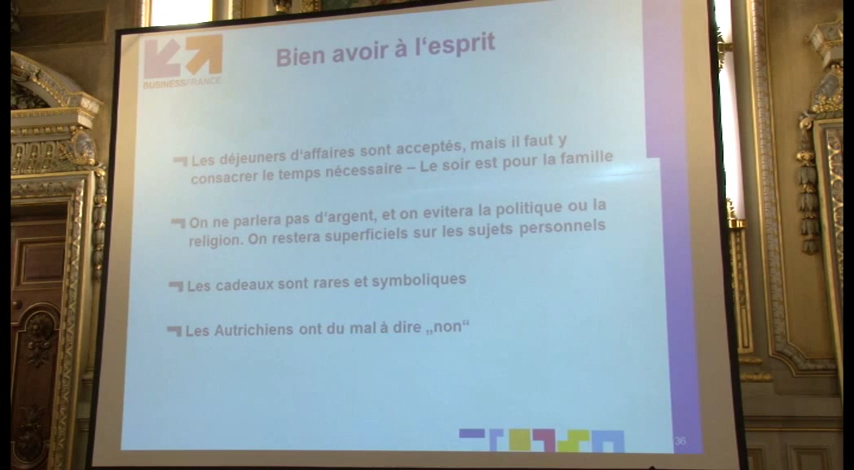 BUSINESSFRANCE
Bien avoir à l‘esprit
Les déjeuners d‘affaires sont acceptés, mais il faut y
consacrer le temps nécessaire – Le soir est pour la famille
On ne parlera pas d‘argent, et on evitera la politique ou la
religion. On restera superficiels sur les sujets personnels
Les cadeaux sont rares et symboliques
Les Autrichiens ont du mal à dire „non“
36